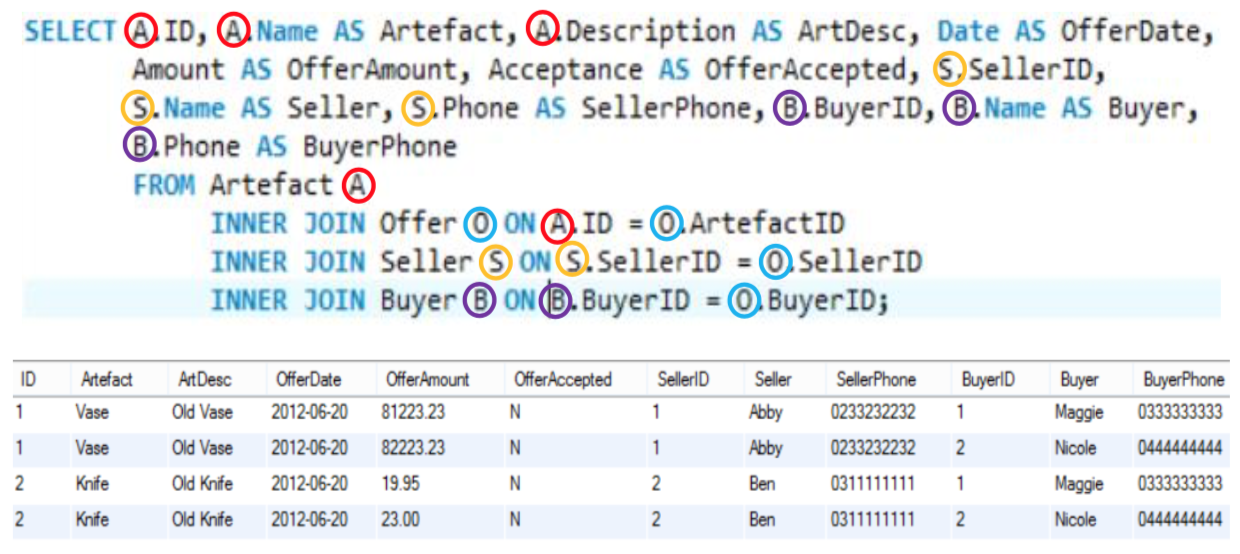 SELECT A.ID, A.Name AS Artefact, A.Description AS ArtDesc, Date AS OfferDate,
Amount AS OfferAmount, Acceptance AS OfferAccepted, S.SellerID,
S.Name AS Seller, S.Phone AS SellerPhone, B.BuyerID, B.Name AS Buyer,
B.Phone AS BuyerPhone
FROM Artefact A
INNER JOIN Offer O ON A.ID = O.ArtefactID
INNER JOIN Seller S ON S.SellerID = O.SellerID
INNER JOIN Buyer B ON B.BuyerID = O.BuyerID;
ID Artefact ArtDesc OfferDate OfferAmount OfferAccepted SellerID Seller SellerPhone BuyerID Buyer BuyerPhone
1 Vase Old Vase 2012-06-20 81223.23 N 1 Abby 0233232232 1 Maggie 0333333333
1 Vase Old Vase 2012-06-20 82223.23 N 1 Abby 0233232232 2 Nicole 0444444444
2 Knife Old Knife 2012-06-20 19.95 N 2 Ben 0311111111 1 Maggie 0333333333
2 Knife Old Knife 2012-06-20 23.00 N 2 Ben 0311111111 2 Nicole 0444444444